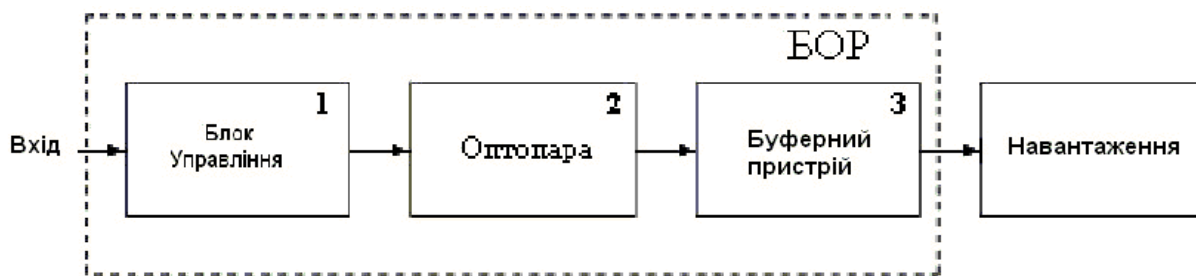 БОР
Вхід
1
Блок
Управління
2
Оптопара
3
Буферний
пристрій
Навантаження